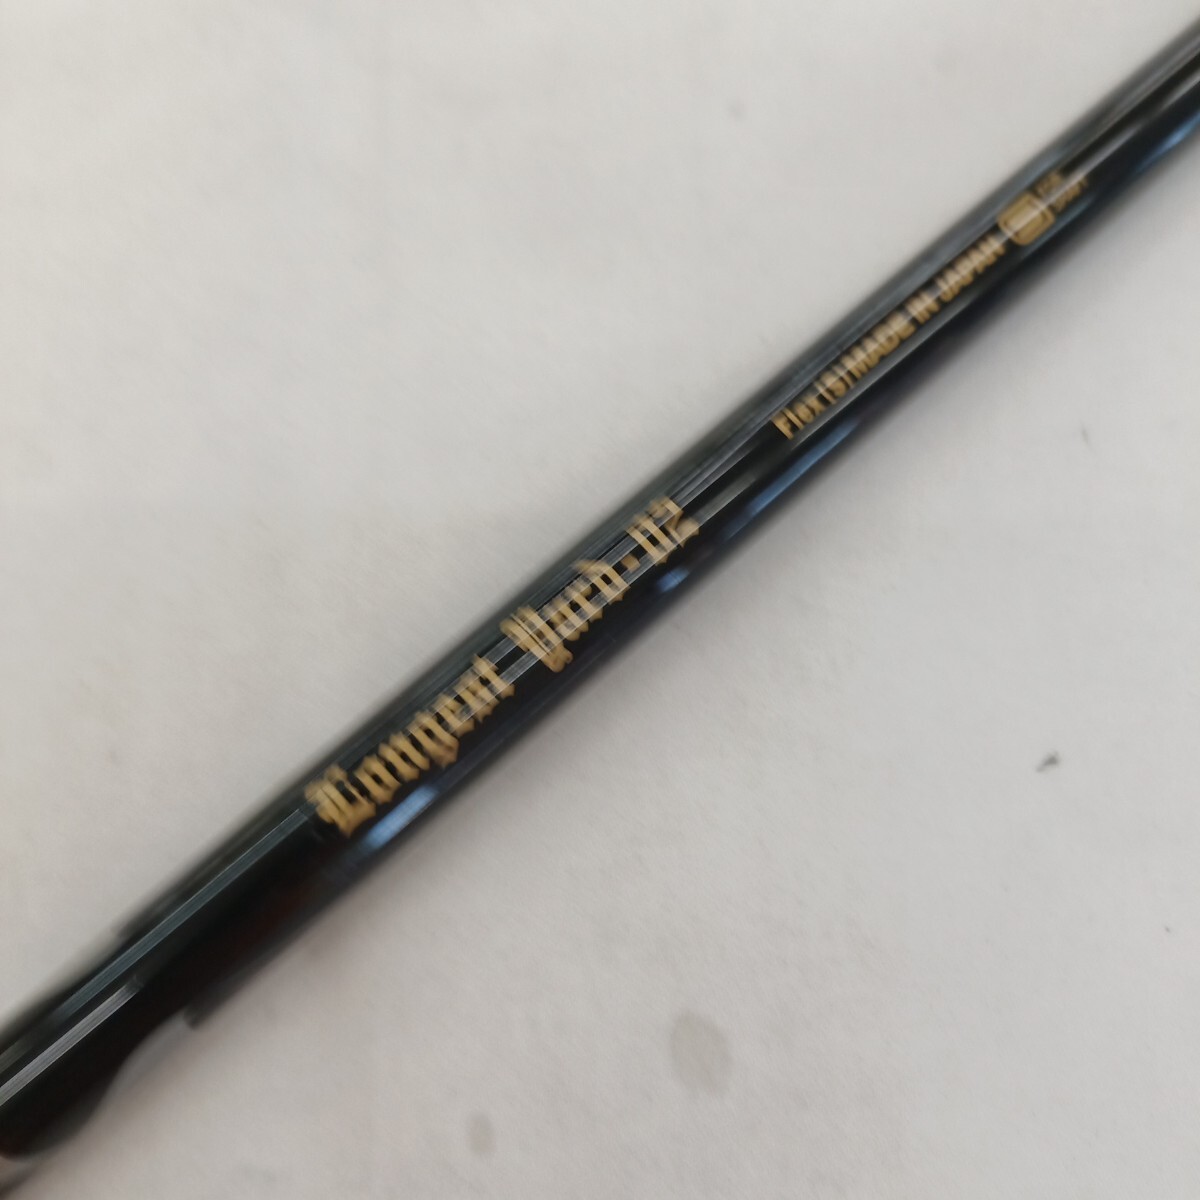 Longest Yard·02
Flex(S) MADE IN JAPAN